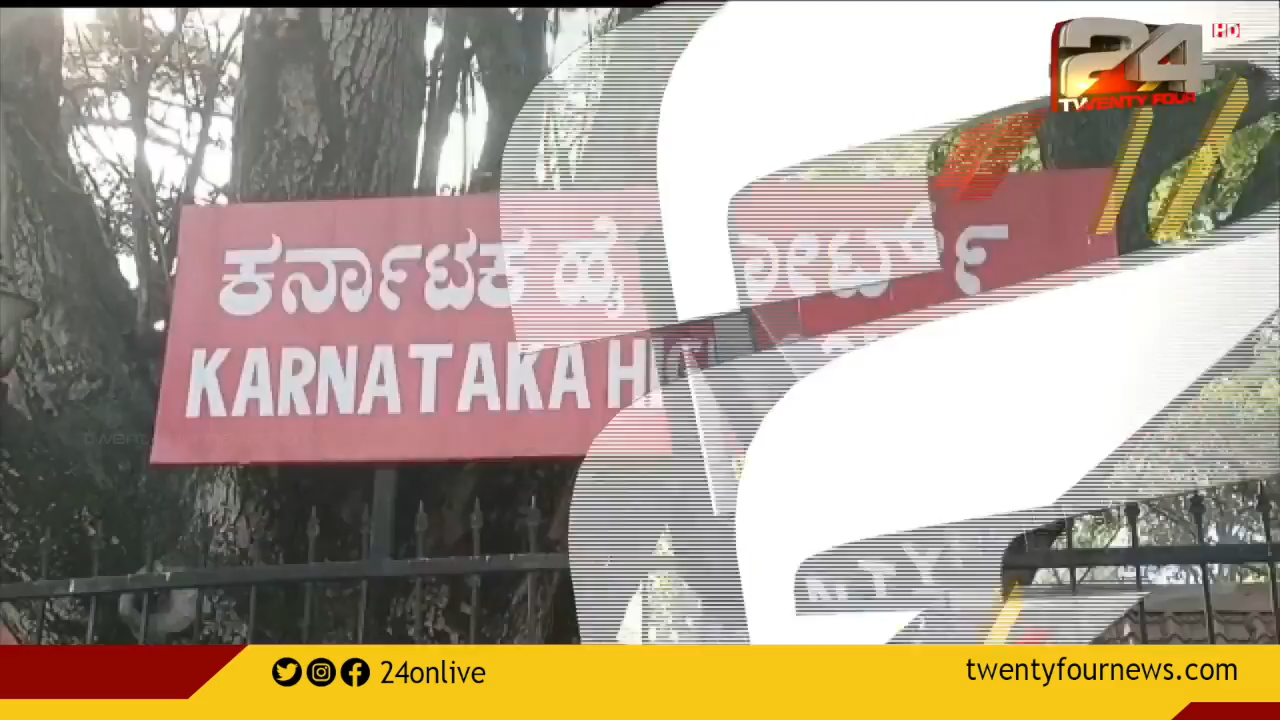 24
HD
TWENTY FOUR
ಕರ್ನಾಟಕ ಹೈ
KARNATAKA H
24onlive
twentyfournews.com